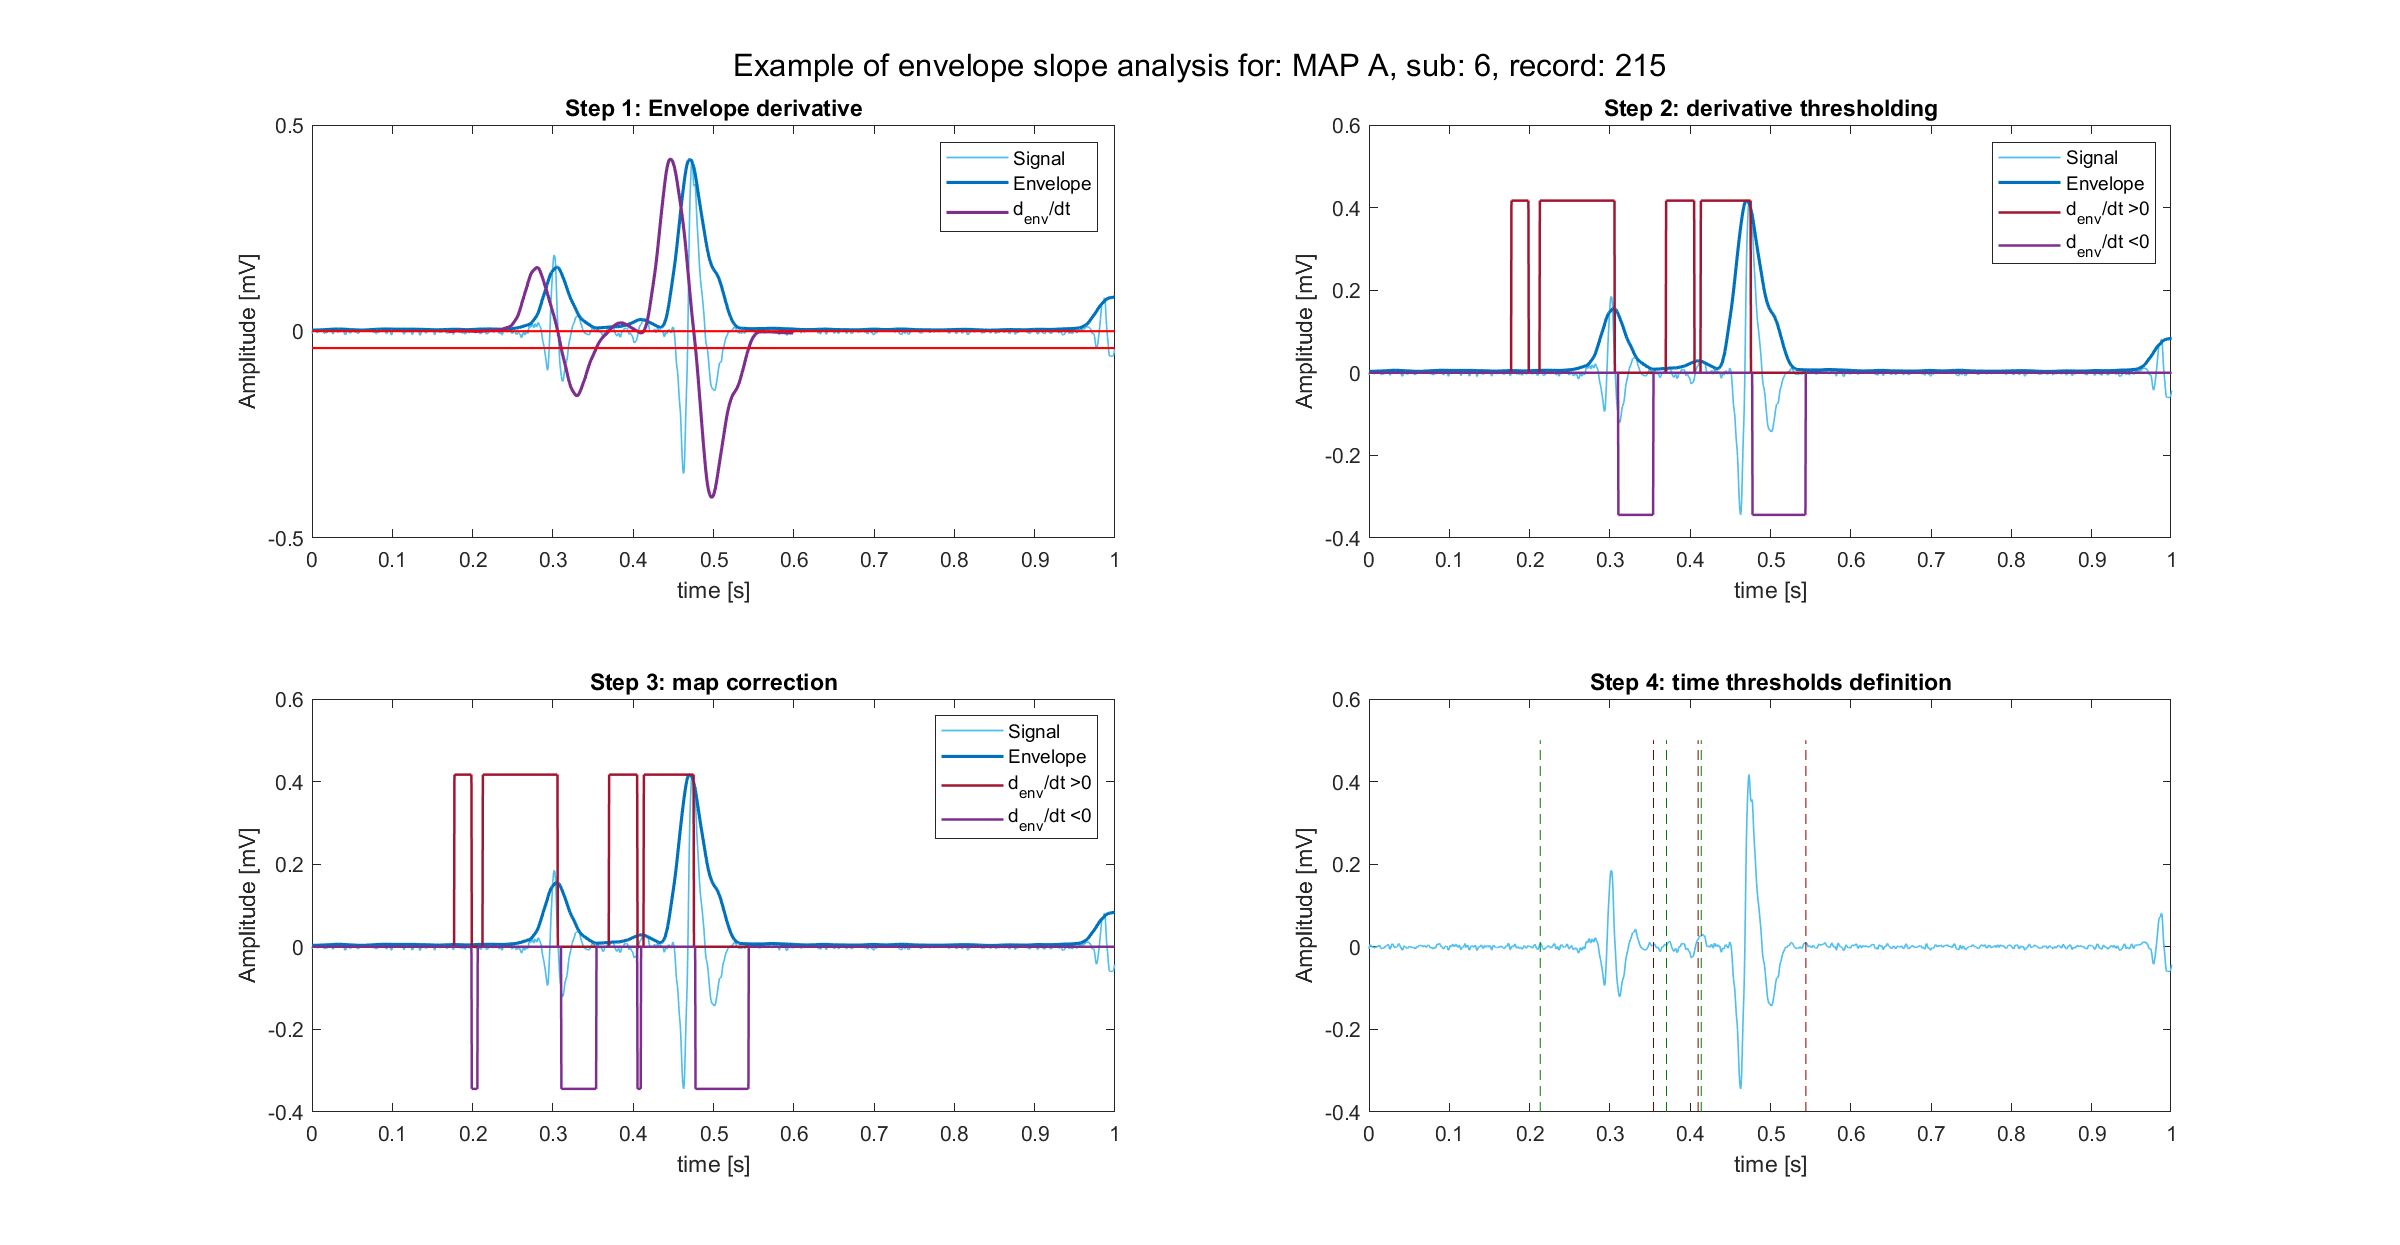 Example of envelope slope analysis for: MAP A, sub: 6, record: 215
Step 1: Envelope derivative
0.5
0
-0.5
Amplitude [mV]
0 0.1 0.2 0.3 0.4 0.5 0.6 0.7 0.8 0.9 1
time [s]
Signal
Envelope
d_env/dt
Step 2: derivative thresholding
0.6
0.4
0.2
0
-0.2
-0.4
Amplitude [mV]
0 0.1 0.2 0.3 0.4 0.5 0.6 0.7 0.8 0.9 1
time [s]
Signal
Envelope
d_env/dt >0
d_env/dt <0
Step 3: map correction
0.6
0.4
0.2
0
-0.2
-0.4
Amplitude [mV]
0 0.1 0.2 0.3 0.4 0.5 0.6 0.7 0.8 0.9 1
time [s]
Signal
Envelope
d_env/dt >0
d_env/dt <0
Step 4: time thresholds definition
0.6
0.4
0.2
0
-0.2
-0.4
Amplitude [mV]
0 0.1 0.2 0.3 0.4 0.5 0.6 0.7 0.8 0.9 1
time [s]